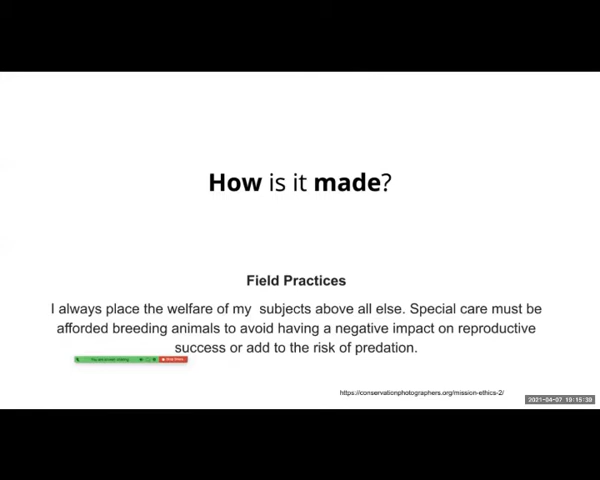 How is it made?
Field Practices
I always place the welfare of my subjects above all else. Special care must be
afforded breeding animals to avoid having a negative impact on reproductive
success or add to the risk of predation.
https://conservationphotographers.org/mission-ethics-2/
2021-04-07 10:15:30